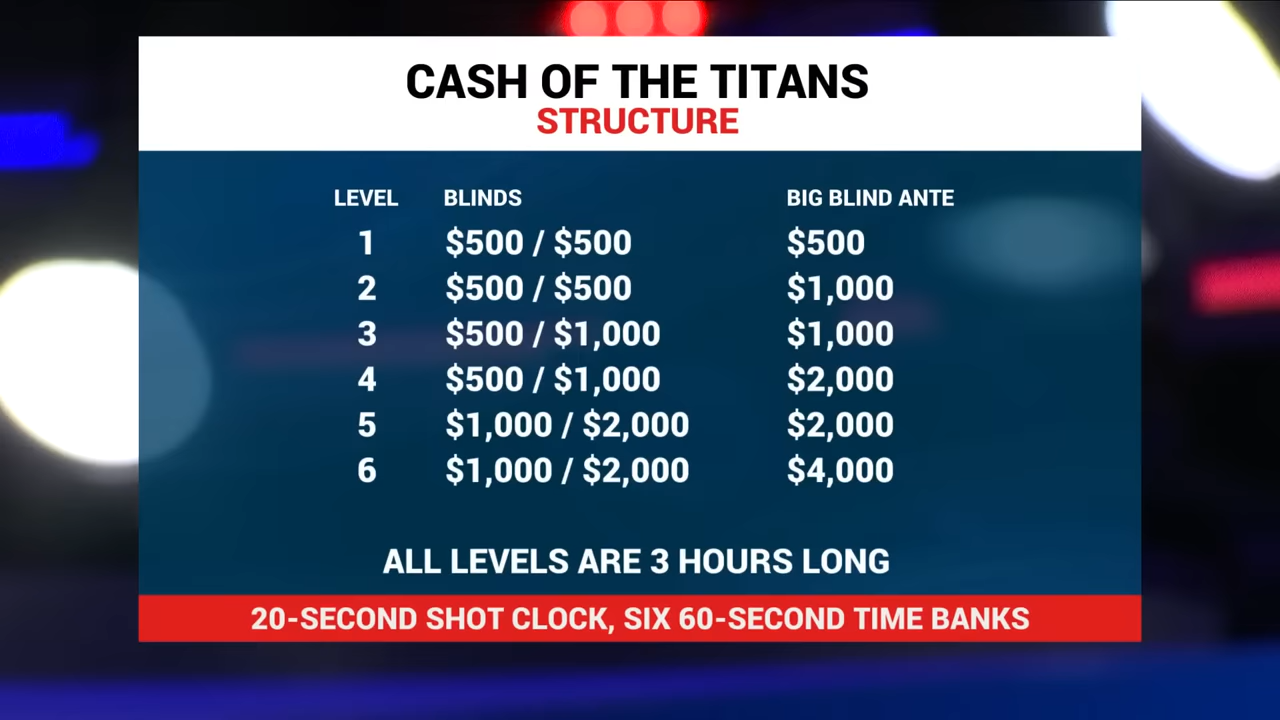 CASH OF THE TITANS
STRUCTURE
LEVEL BLINDS BIG BLIND ANTE
1 $500 / $500 $500
2 $500 / $500 $1,000
3 $500 / $1,000 $1,000
4 $500 / $1,000 $2,000
5 $1,000 / $2,000 $2,000
6 $1,000 / $2,000 $4,000
ALL LEVELS ARE 3 HOURS LONG
20-SECOND SHOT CLOCK, SIX 60-SECOND TIME BANKS